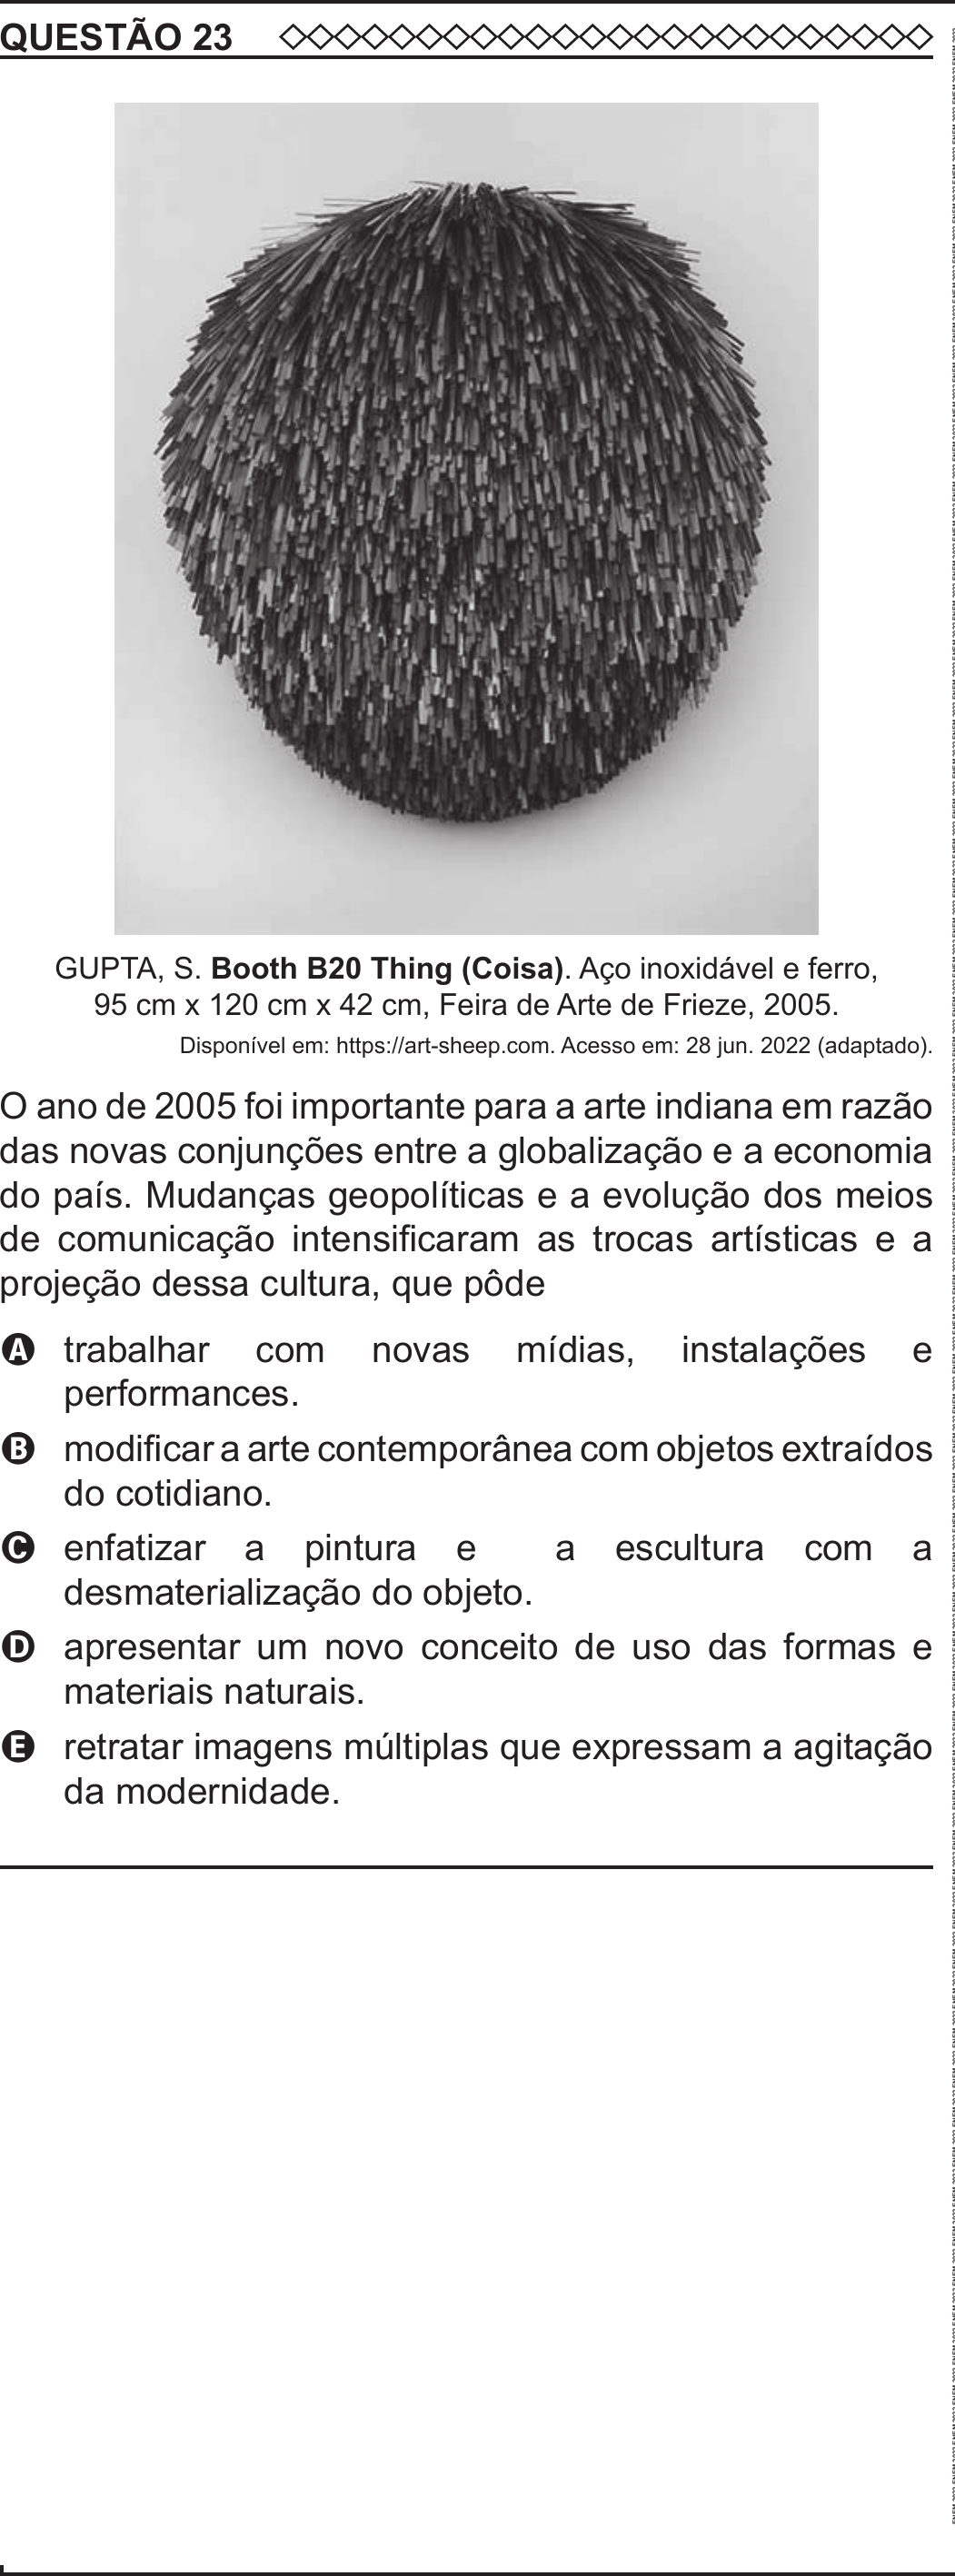 QUESTÃO 23
GUPTA, S. Booth B20 Thing (Coisa). Aço inoxidável e ferro,
95 cm x 120 cm x 42 cm, Feira de Arte de Frieze, 2005.
Disponível em: https://art-sheep.com. Acesso em: 28 jun. 2022 (adaptado).
O ano de 2005 foi importante para a arte indiana em razão
das novas conjunções entre a globalização e a economia
do país. Mudanças geopolíticas e a evolução dos meios
de comunicação intensificaram as trocas artísticas e a
projeção dessa cultura, que pôde
A trabalhar com novas mídias, instalações e
performances.
B modificar a arte contemporânea com objetos extraídos
do cotidiano.
C enfatizar a pintura e a escultura com a
desmaterialização do objeto.
D apresentar um novo conceito de uso das formas e
materiais naturais.
E retratar imagens múltiplas que expressam a agitação
da modernidade.